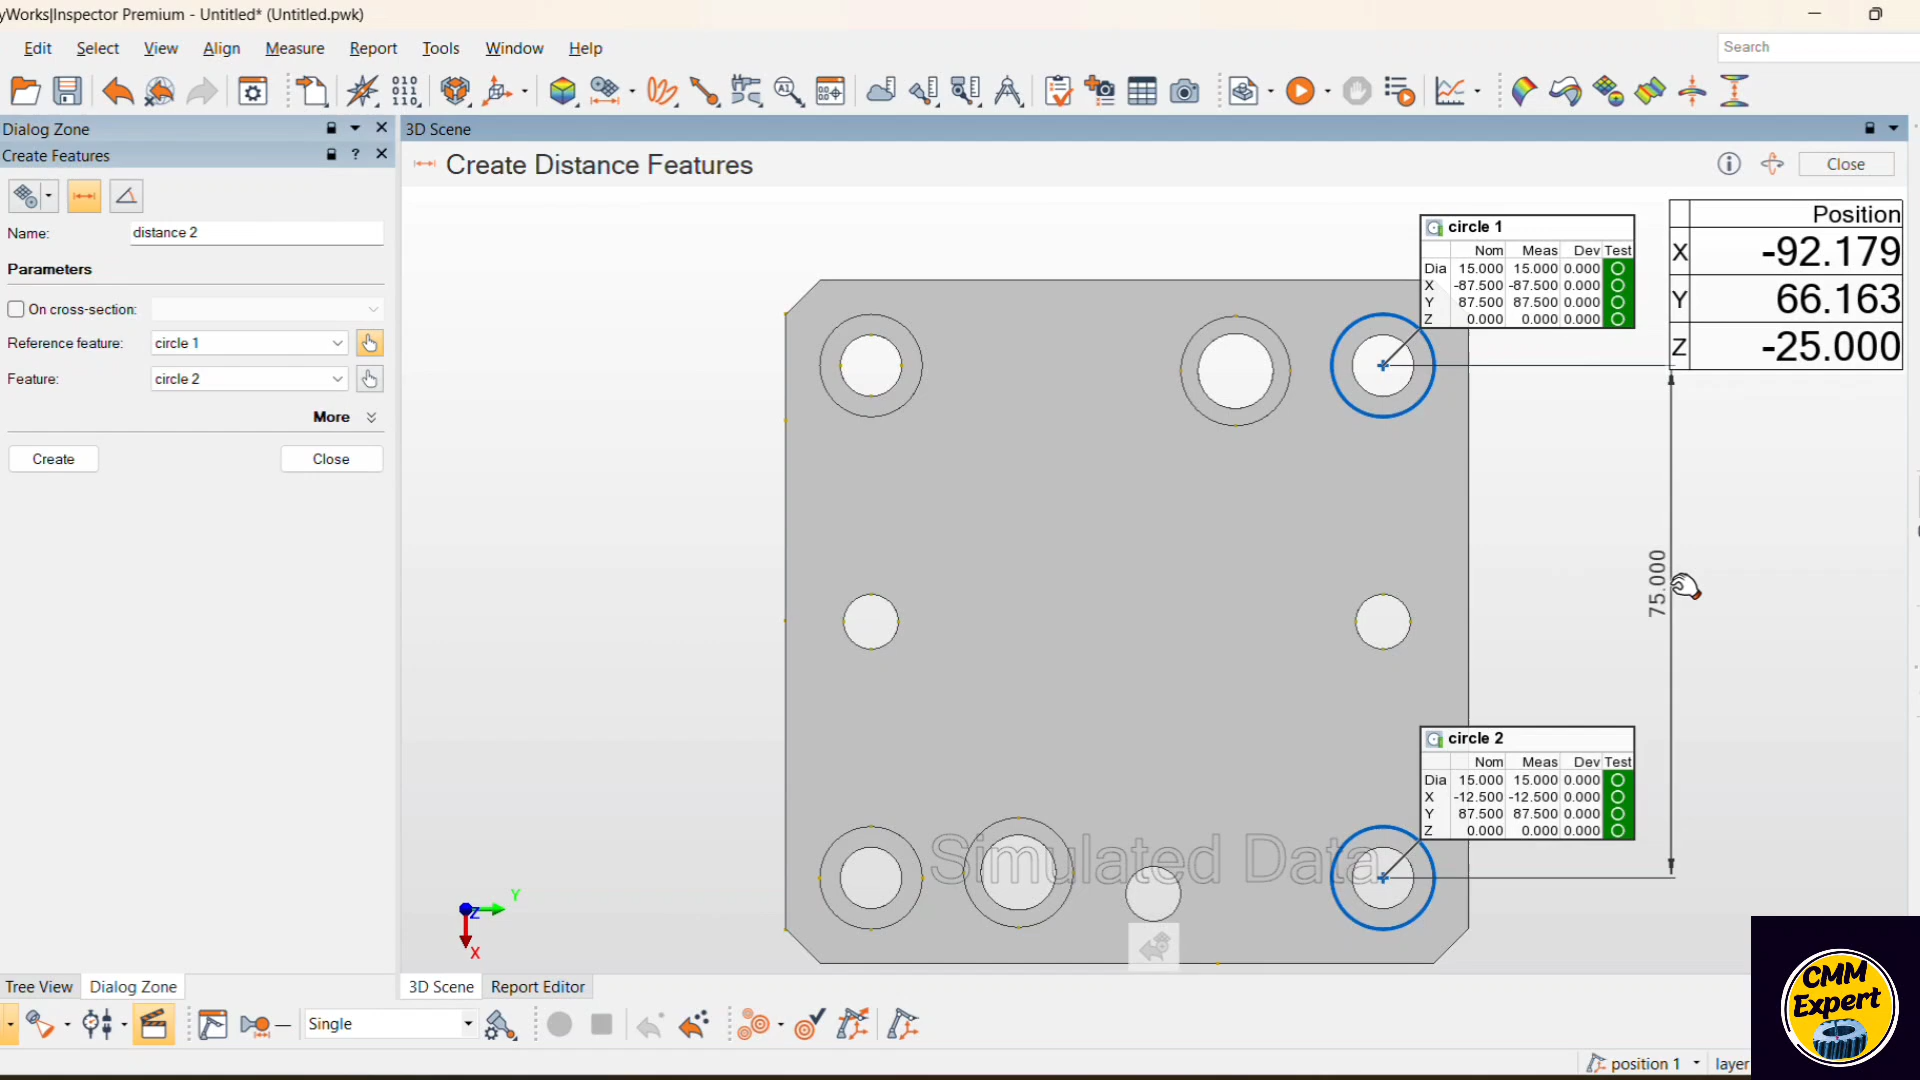 yWorks|Inspector Premium - Untitled* (Untitled.pwk)
Edit Select View Align Measure Report Tools Window Help
Search
Dialog Zone
3D Scene
Create Features
Create Distance Features
Close
Name: distance 2
Parameters
On cross-section:
Reference feature: circle 1
Feature: circle 2
More
Create
Close
Position
X -92.179
Y 66.163
Z -25.000
circle 1
Nom Meas Dev Test
Dia 15.000 15.000 0.000
X -87.500 -87.500 0.000
Y 87.500 87.500 0.000
Z 0.000 0.000 0.000
75.000
circle 2
Nom Meas Dev Test
Dia 15.000 15.000 0.000
X -12.500 -12.500 0.000
Y 87.500 87.500 0.000
Z 0.000 0.000 0.000
Simulated Data
Y
Z
X
Tree View Dialog Zone
3D Scene Report Editor
Single
position 1 layer
CMM
Expert